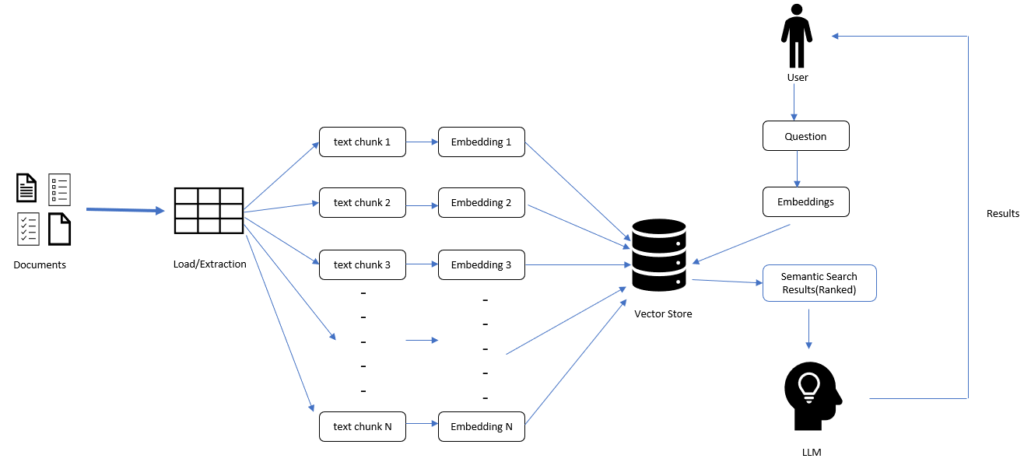 User
Question
Embeddings
text chunk 1
Embedding 1
text chunk 2
Embedding 2
text chunk 3
Embedding 3
text chunk N
Embedding N
Documents
Load/Extraction
Vector Store
Semantic Search
Results(Ranked)
LLM
Results